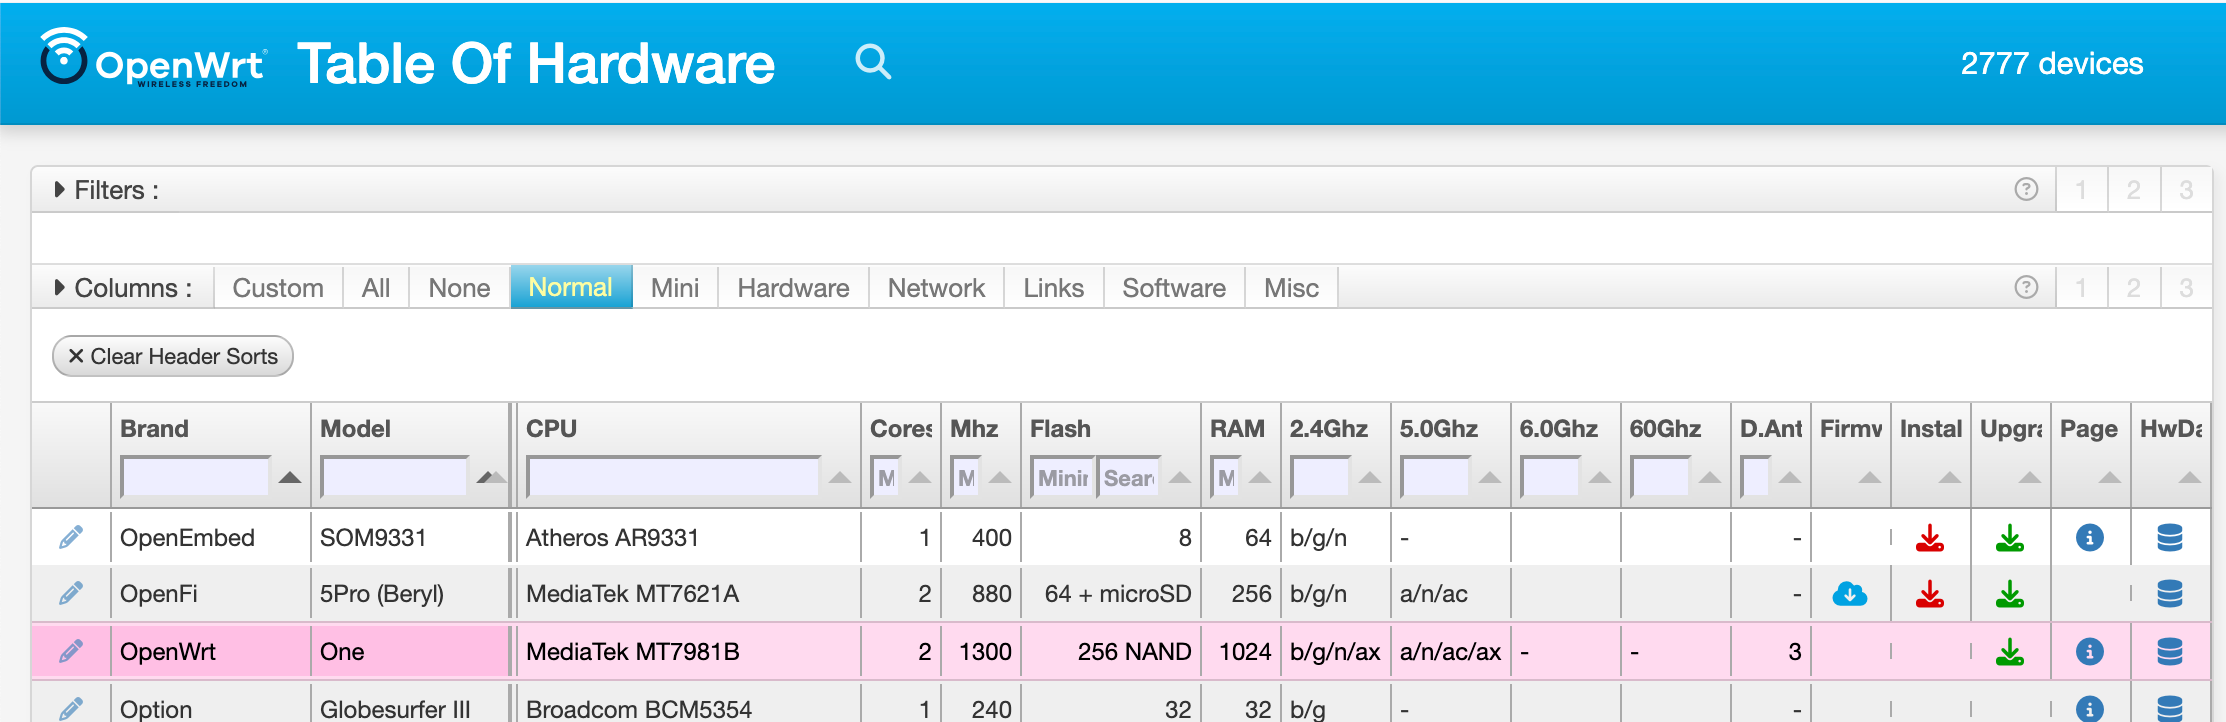 OpenWrt® Table Of Hardware 2777 devices
WIRELESS FREEDOM
Filters : ? 1 2 3
Columns : Custom All None Normal Mini Hardware Network Links Software Misc ? 1 2 3
✕ Clear Header Sorts
Brand Model CPU Cores Mhz Flash RAM 2.4Ghz 5.0Ghz 6.0Ghz 60Ghz D.Ant Firmw Instal Upgra Page HwDa
M M Minir Sear M
OpenEmbed SOM9331 Atheros AR9331 1 400 8 64 b/g/n - -
OpenFi 5Pro (Beryl) MediaTek MT7621A 2 880 64 + microSD 256 b/g/n a/n/ac -
OpenWrt One MediaTek MT7981B 2 1300 256 NAND 1024 b/g/n/ax a/n/ac/ax - - 3
Option Globesurfer III Broadcom BCM5354 1 240 32 32 b/g - -